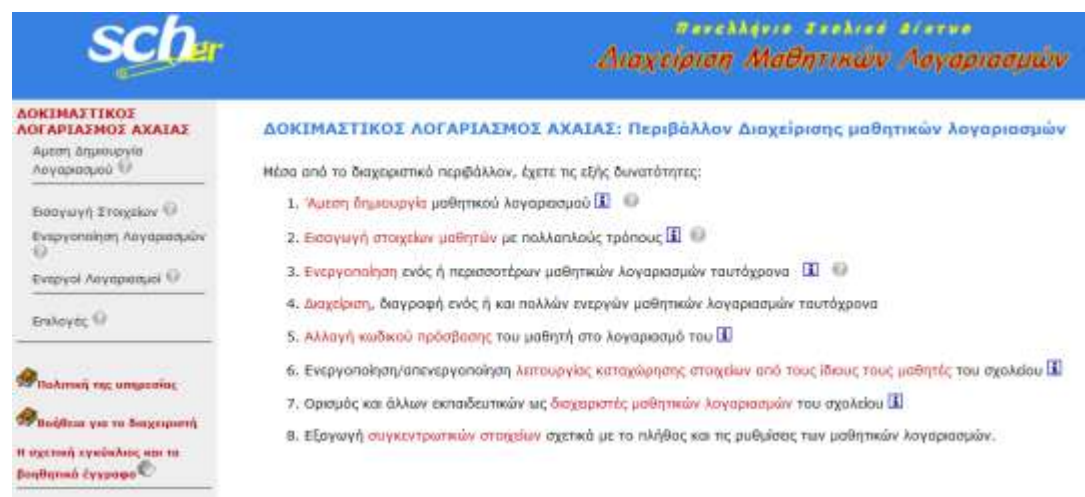 sch.gr
Πανελλήνιο Σχολικό Δίκτυο
Διαχείριση Μαθητικών Λογαριασμών
ΔΟΚΙΜΑΣΤΙΚΟΣ
ΛΟΓΑΡΙΑΣΜΟΣ ΑΧΑΙΑΣ
Άμεση Δημιουργία
Λογαριασμού
Εισαγωγή Στοιχείων
Ενεργοποίηση Λογαριασμών
Ενεργοί Λογαριασμοί
Επιλογές
Πολιτική της υπηρεσίας
Βοήθεια για το διαχειριστή
Η σχετική εγκύκλιος και το
βοηθητικό έγγραφο
ΔΟΚΙΜΑΣΤΙΚΟΣ ΛΟΓΑΡΙΑΣΜΟΣ ΑΧΑΙΑΣ: Περιβάλλον Διαχείρισης μαθητικών λογαριασμών
Μέσα από το διαχειριστικό περιβάλλον, έχετε τις εξής δυνατότητες:
1. Άμεση δημιουργία μαθητικού λογαριασμού
2. Εισαγωγή στοιχείων μαθητών με πολλαπλούς τρόπους
3. Ενεργοποίηση ενός ή περισσοτέρων μαθητικών λογαριασμών ταυτόχρονα
4. Διαχείριση, διαγραφή ενός ή και πολλών ενεργών μαθητικών λογαριασμών ταυτόχρονα
5. Αλλαγή κωδικού πρόσβασης του μαθητή στο λογαριασμό του
6. Ενεργοποίηση/απενεργοποίηση λειτουργίας καταχώρησης στοιχείων από τους ίδιους τους μαθητές του σχολείου
7. Ορισμός και άλλων εκπαιδευτικών ως διαχειριστές μαθητικών λογαριασμών του σχολείου
8. Εξαγωγή συγκεντρωτικών στοιχείων σχετικά με το πλήθος και τις ρυθμίσεις των μαθητικών λογαριασμών.